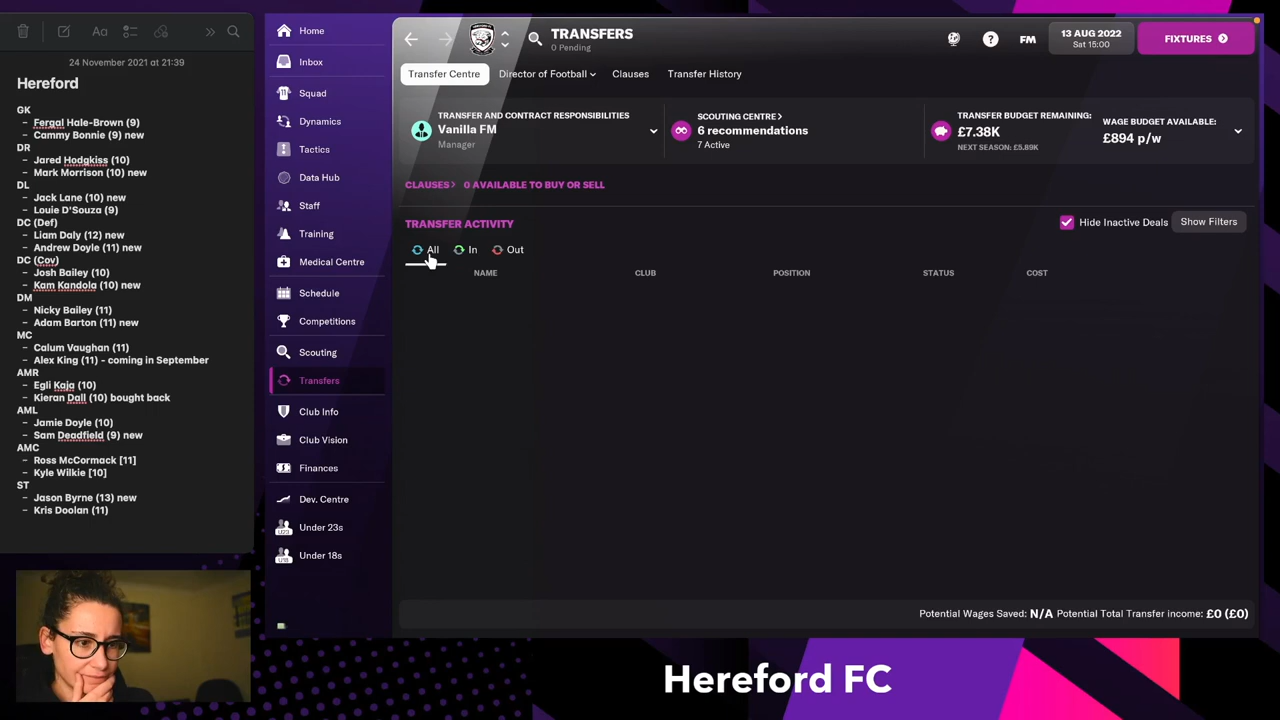 Aa
24 November 2021 at 21:39
Hereford
GK
- Fergal Hale-Brown (9)
- Cammy Bonnie (9) new
DR
- Jared Hodgkiss (10)
- Mark Morrison (10) new
DL
- Jack Lane (10) new
- Louie D'Souza (9)
DC (Def)
- Liam Daly (12) new
- Andrew Doyle (11) new
DC (Cov)
- Josh Bailey (10)
- Kam Kandola (10) new
DM
- Nicky Bailey (11)
- Adam Barton (11) new
MC
- Calum Vaughan (11)
- Alex King (11) - coming in September
AMR
- Egli Kaja (10)
- Kieran Dall (10) bought back
AML
- Jamie Doyle (10)
- Sam Deadfield (9) new
AMC
- Ross McCormack [11]
- Kyle Wilkie [10]
ST
- Jason Byrne (13) new
- Kris Doolan (11)
Home
Inbox
Squad
Dynamics
Tactics
Data Hub
Staff
Training
Medical Centre
Schedule
Competitions
Scouting
Transfers
Club Info
Club Vision
Finances
Dev. Centre
Under 23s
Under 18s
TRANSFERS
0 Pending
FM
13 AUG 2022
Sat 15:00
FIXTURES
Transfer Centre Director of Football Clauses Transfer History
TRANSFER AND CONTRACT RESPONSIBILITIES
Vanilla FM
Manager
SCOUTING CENTRE >
6 recommendations
7 Active
TRANSFER BUDGET REMAINING:
£7.38K
NEXT SEASON: £5.89K
WAGE BUDGET AVAILABLE:
£894 p/w
CLAUSES > 0 AVAILABLE TO BUY OR SELL
TRANSFER ACTIVITY
Hide Inactive Deals Show Filters
All In Out
NAME CLUB POSITION STATUS COST
Potential Wages Saved: N/A Potential Total Transfer income: £0 (£0)
Hereford FC